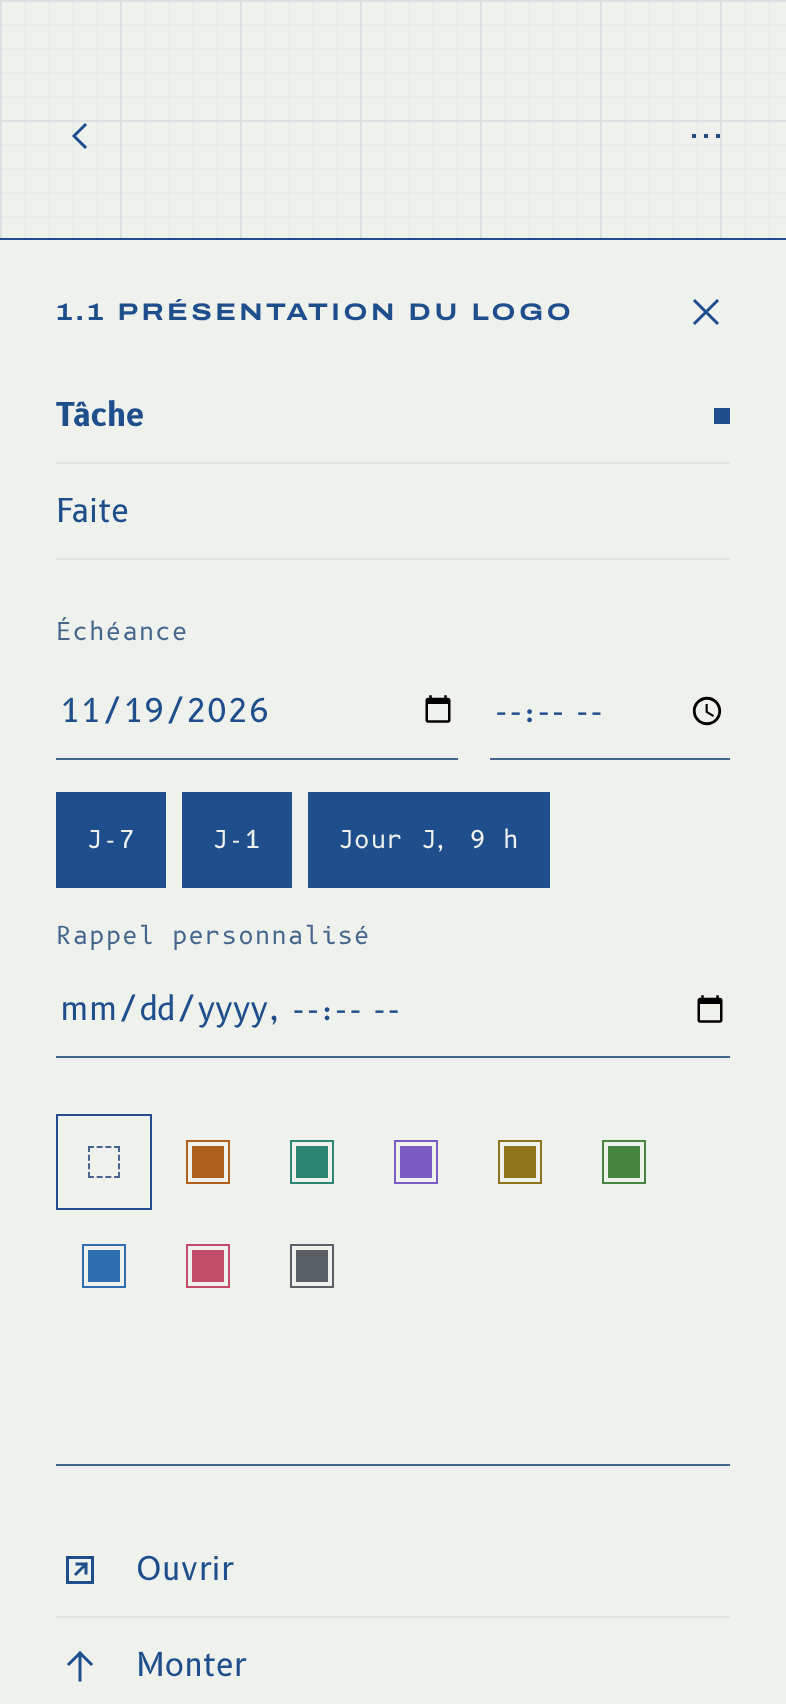 1.1 PRÉSENTATION DU LOGO
Tâche
Faite
Échéance
11/19/2026 --:-- --
J-7 J-1 Jour J, 9 h
Rappel personnalisé
mm/dd/yyyy, --:-- --
Ouvrir
Monter